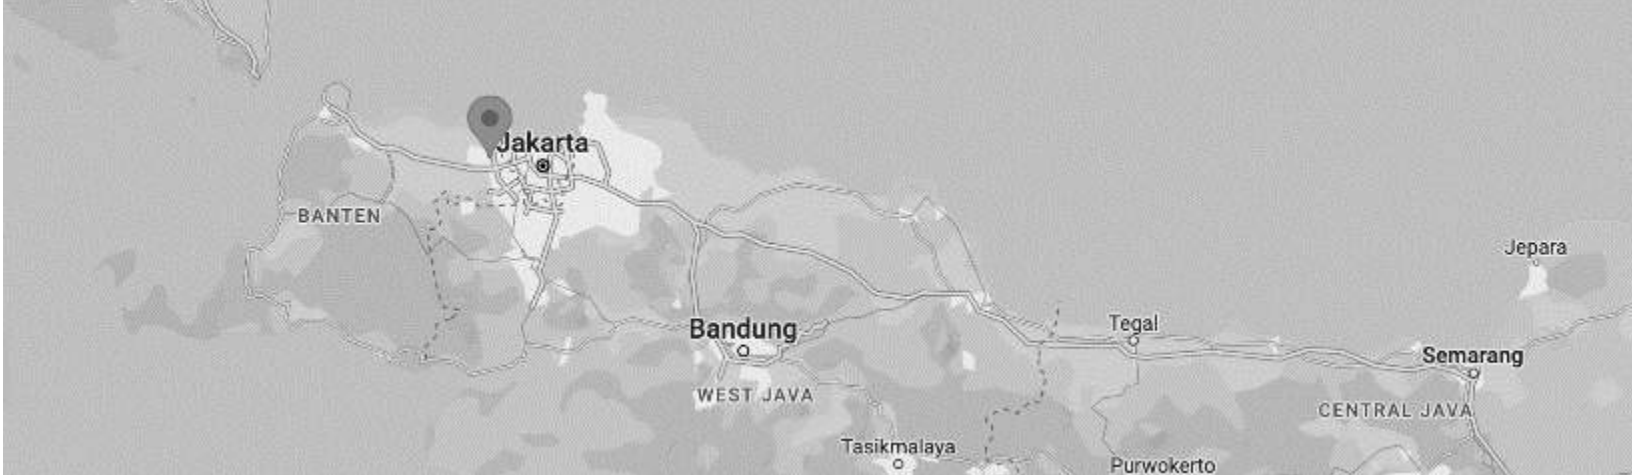 Jakarta
BANTEN
Jepara
Tegal
Bandung
Semarang
WEST JAVA
CENTRAL JAVA
Tasikmalaya
Purwokerto